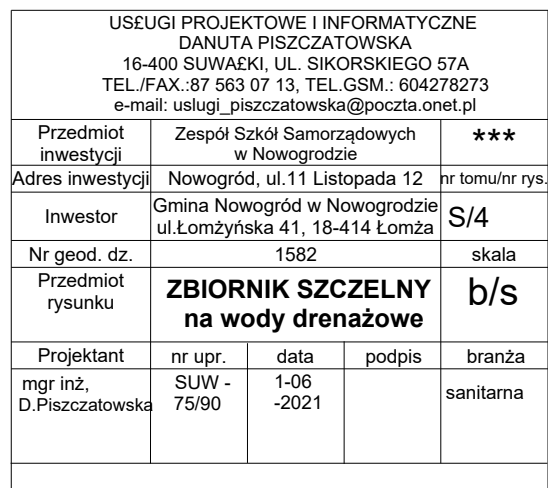 US£UGI PROJEKTOWE I INFORMATYCZNE
DANUTA PISZCZATOWSKA
16-400 SUWA£KI, UL. SIKORSKIEGO 57A
TEL./FAX.:87 563 07 13, TEL.GSM.: 604278273
e-mail: uslugi_piszczatowska@poczta.onet.pl
Przedmiot inwestycji
Zespół Szkół Samorządowych
w Nowogrodzie
***
Adres inwestycji
Nowogród, ul.11 Listopada 12
nr tomu/nr rys.
Inwestor
Gmina Nowogród w Nowogrodzie
ul.Łomżyńska 41, 18-414 Łomża
S/4
Nr geod. dz.
1582
skala
Przedmiot
rysunku
ZBIORNIK SZCZELNY
na wody drenażowe
b/s
Projektant
nr upr.
data
podpis
branża
mgr inż,
D.Piszczatowska
SUW -
75/90
1-06
-2021
sanitarna